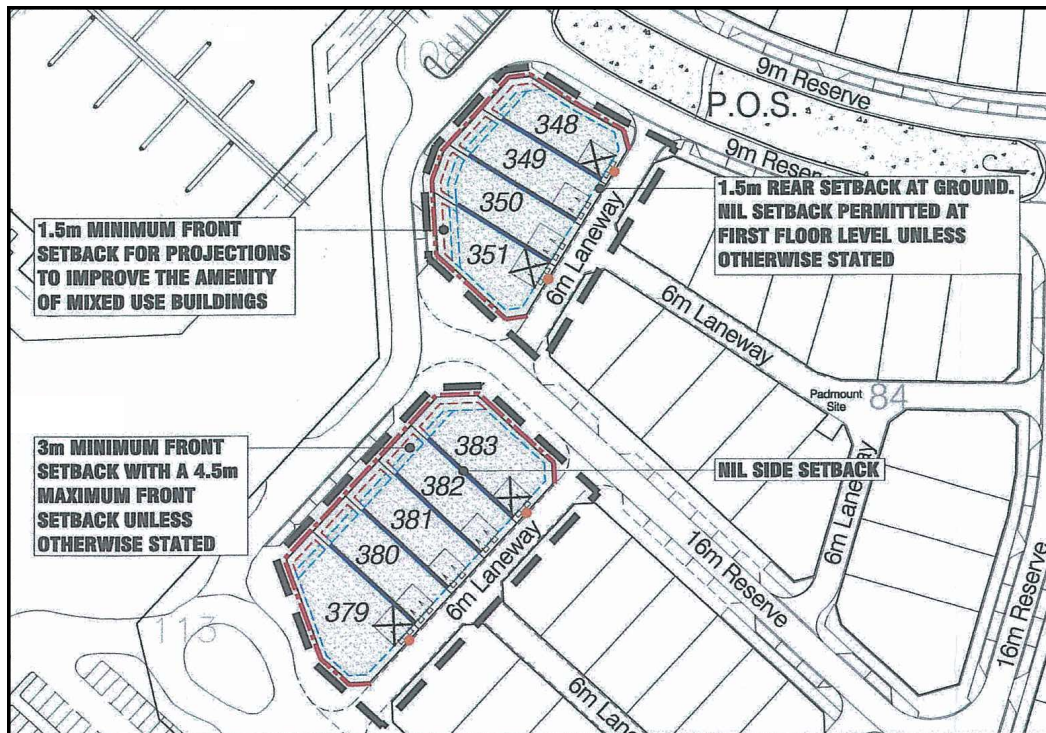 9m Reserve
P.O.S.
9m Reserve
348
349
350
351
1.5m REAR SETBACK AT GROUND.
NIL SETBACK PERMITTED AT
FIRST FLOOR LEVEL UNLESS
OTHERWISE STATED
1.5m MINIMUM FRONT
SETBACK FOR PROJECTIONS
TO IMPROVE THE AMENITY
OF MIXED USE BUILDINGS
6m Laneway
6m Laneway
Padmount
Site
84
3m MINIMUM FRONT
SETBACK WITH A 4.5m
MAXIMUM FRONT
SETBACK UNLESS
OTHERWISE STATED
383
382
381
380
379
NIL SIDE SETBACK
6m Laneway
6m Laneway
16m Reserve
16m Reserve
113
6m Lane